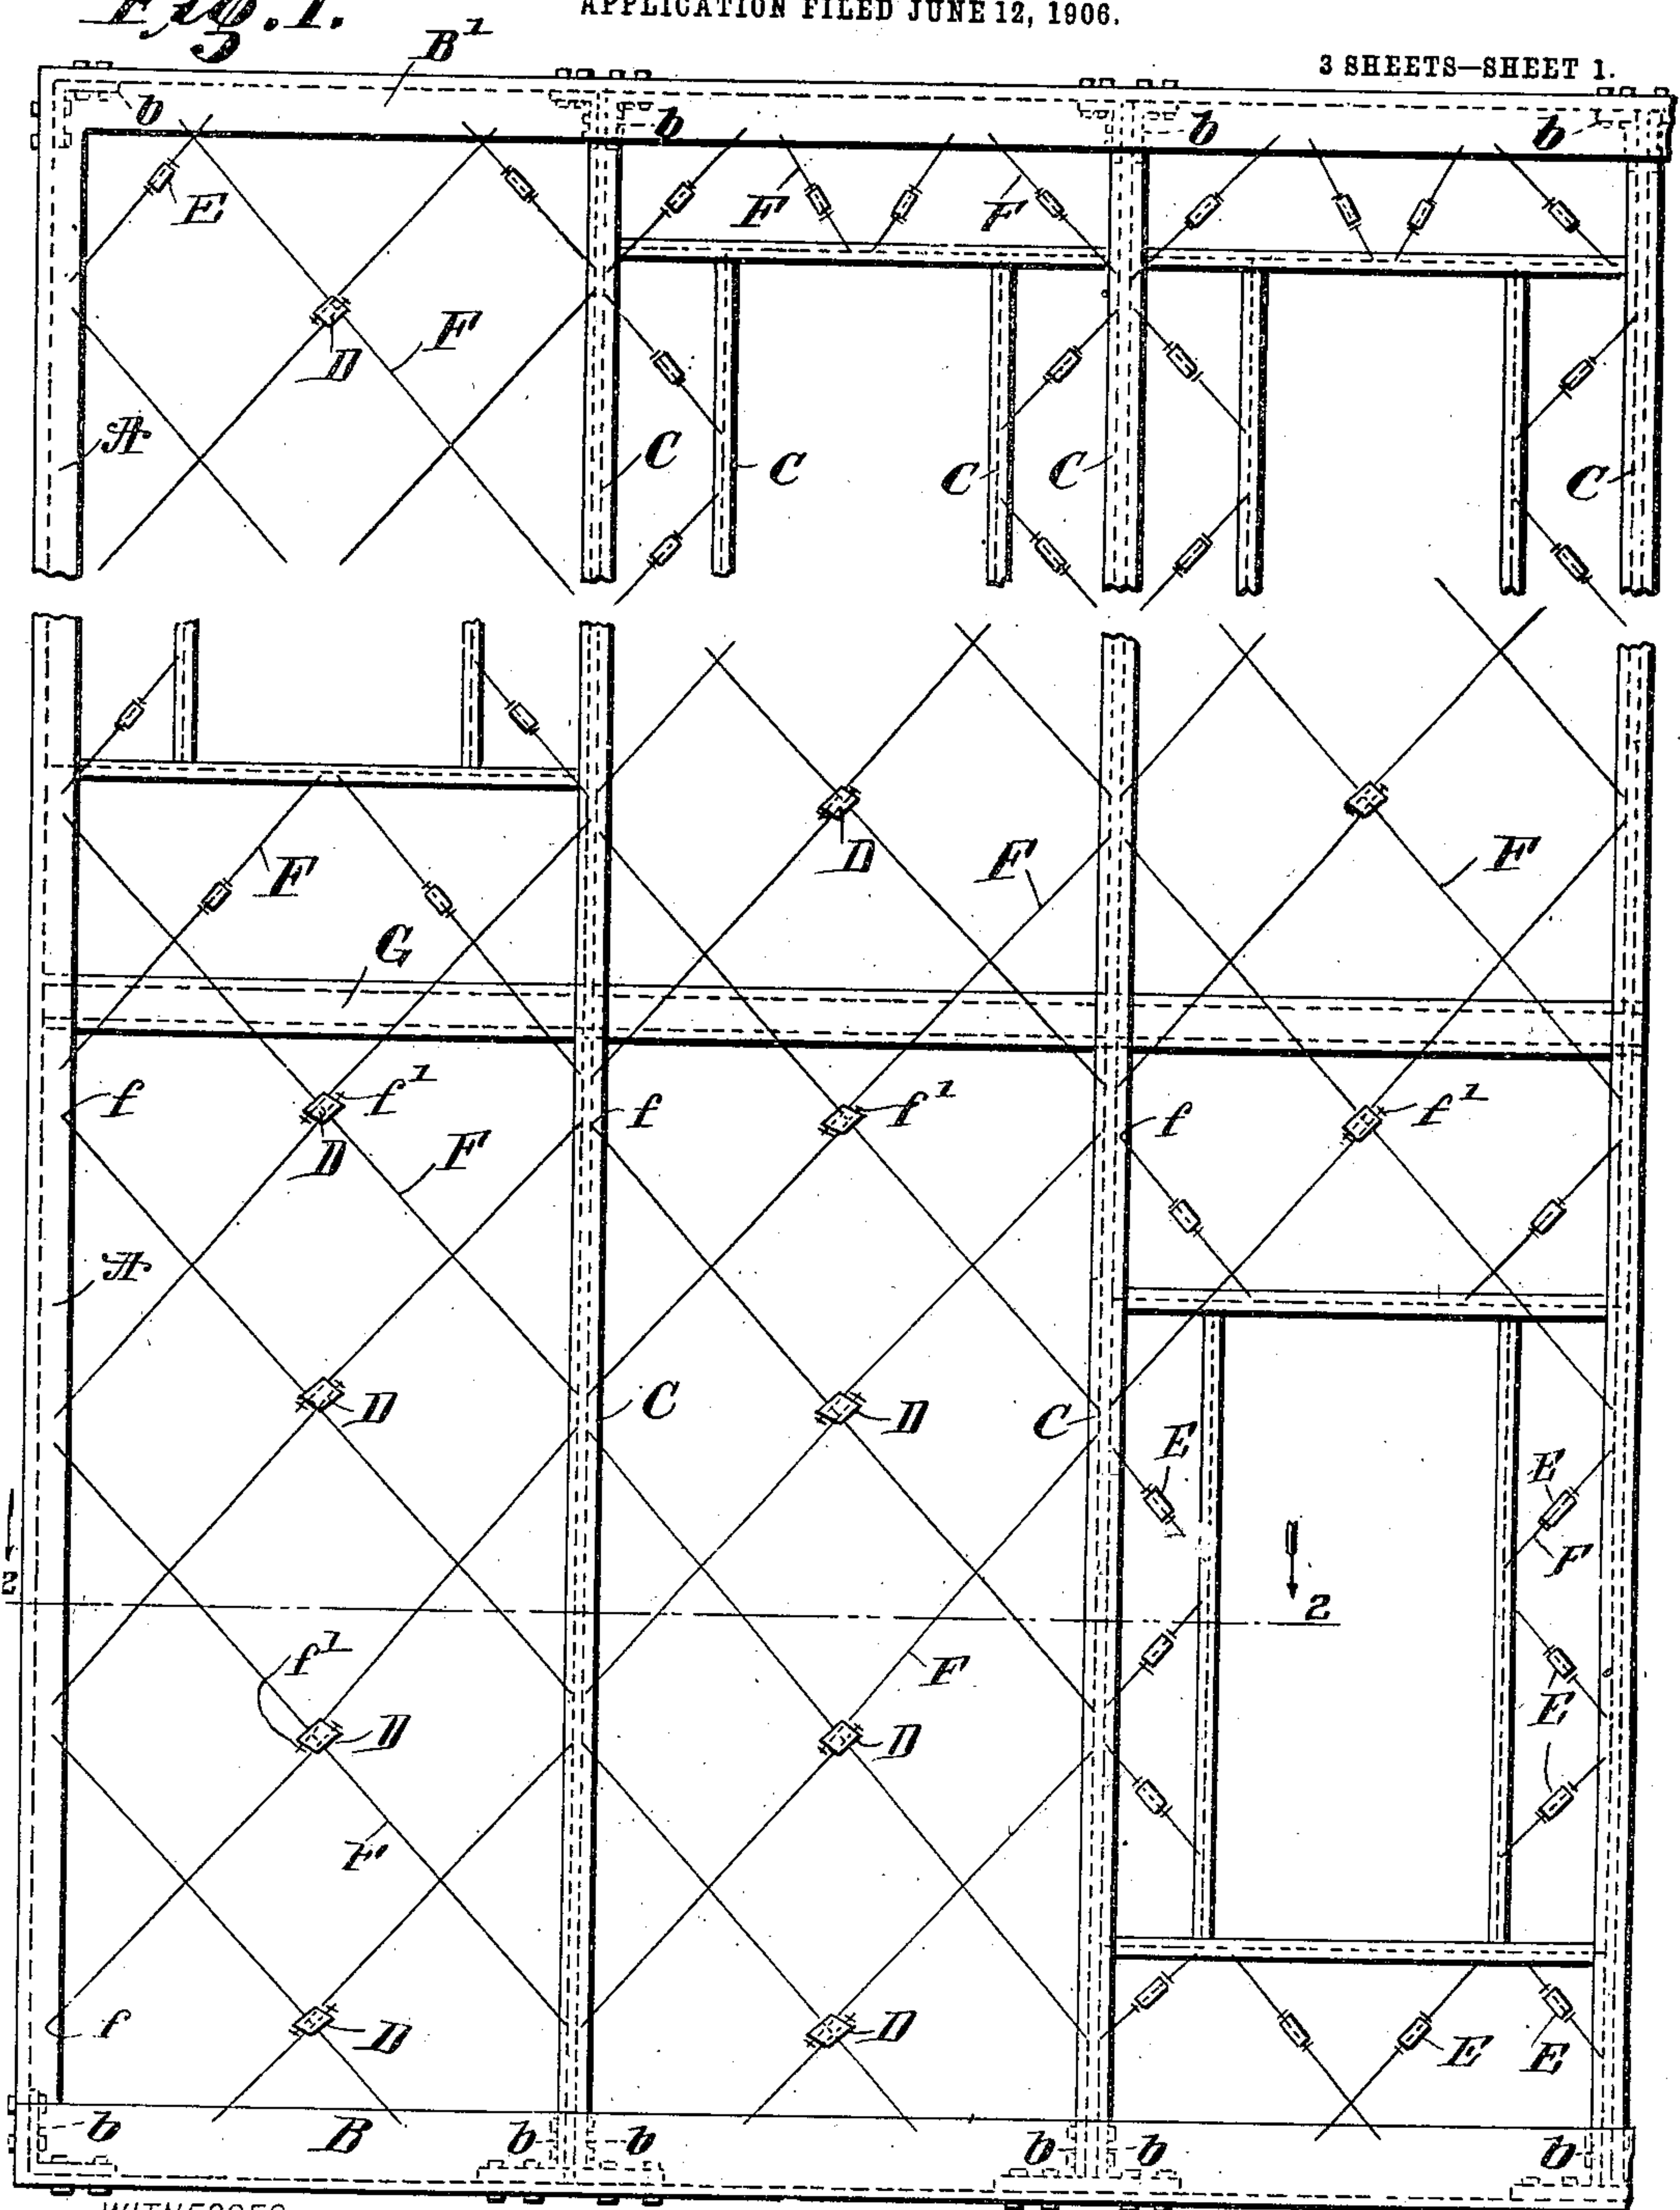 Fig. 1.
APPLICATION FILED JUNE 12, 1906.
3 SHEETS—SHEET 1.
B¹
b b b b
E F F
D F
A C C C C C
F D F F
G
f f¹ f f¹ f f¹
D F
A
D C D C E E
F
2 2
f¹ F
D D E E
F
f D D E E
b B b b b b b